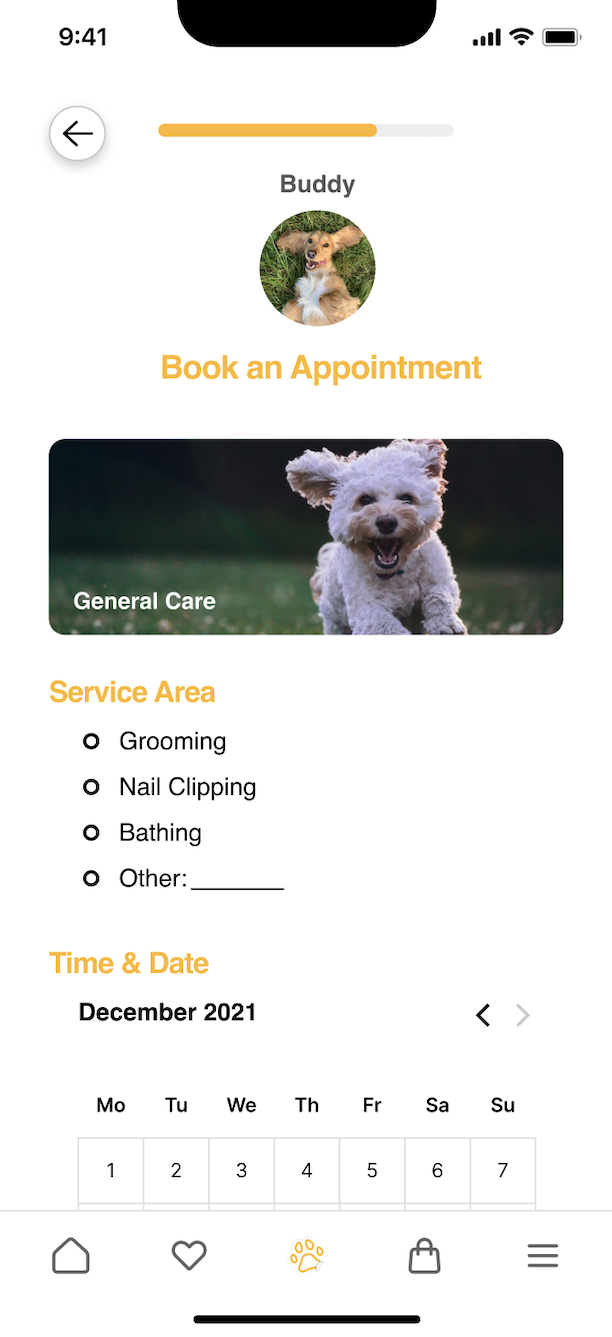 9:41
Buddy
Book an Appointment
General Care
Service Area
Grooming
Nail Clipping
Bathing
Other: _______
Time & Date
December 2021
Mo Tu We Th Fr Sa Su
1 2 3 4 5 6 7